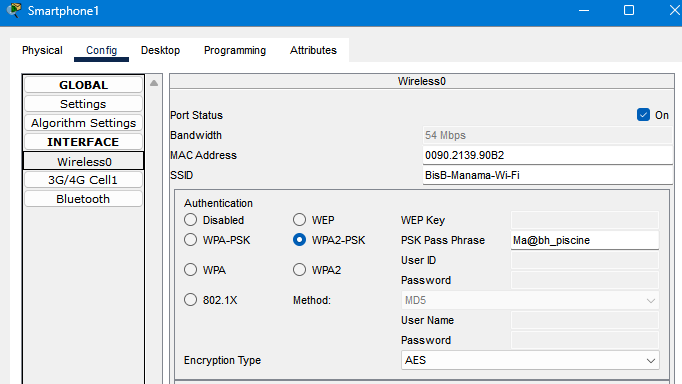 Smartphone1
Physical Config Desktop Programming Attributes
GLOBAL
Settings
Algorithm Settings
INTERFACE
Wireless0
3G/4G Cell1
Bluetooth
Wireless0
Port Status On
Bandwidth 54 Mbps
MAC Address 0090.2139.90B2
SSID BisB-Manama-Wi-Fi
Authentication
Disabled WEP WEP Key
WPA-PSK WPA2-PSK PSK Pass Phrase Ma@bh_piscine
User ID
WPA WPA2
Password
802.1X Method: MD5
User Name
Password
Encryption Type AES